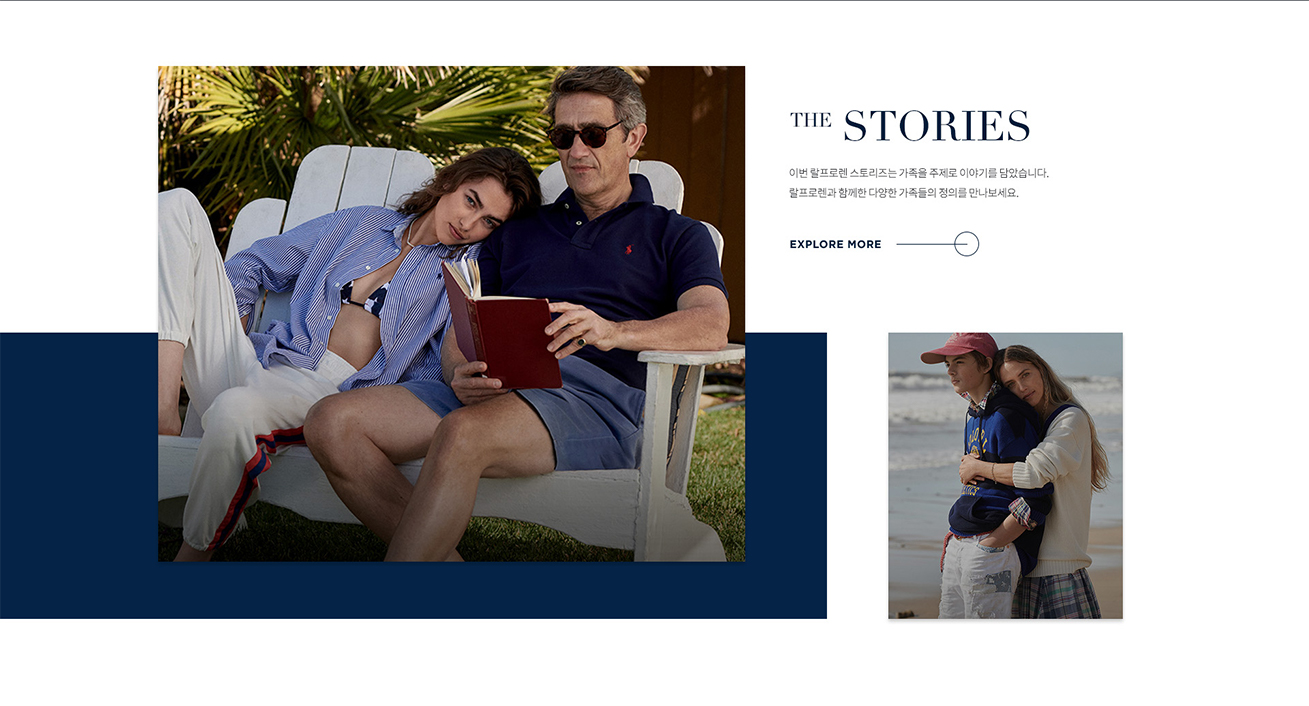 THE STORIES
이번 랄프로렌 스토리즈는 가족을 주제로 이야기를 담았습니다.
랄프로렌과 함께한 다양한 가족들의 정의를 만나보세요.
EXPLORE MORE